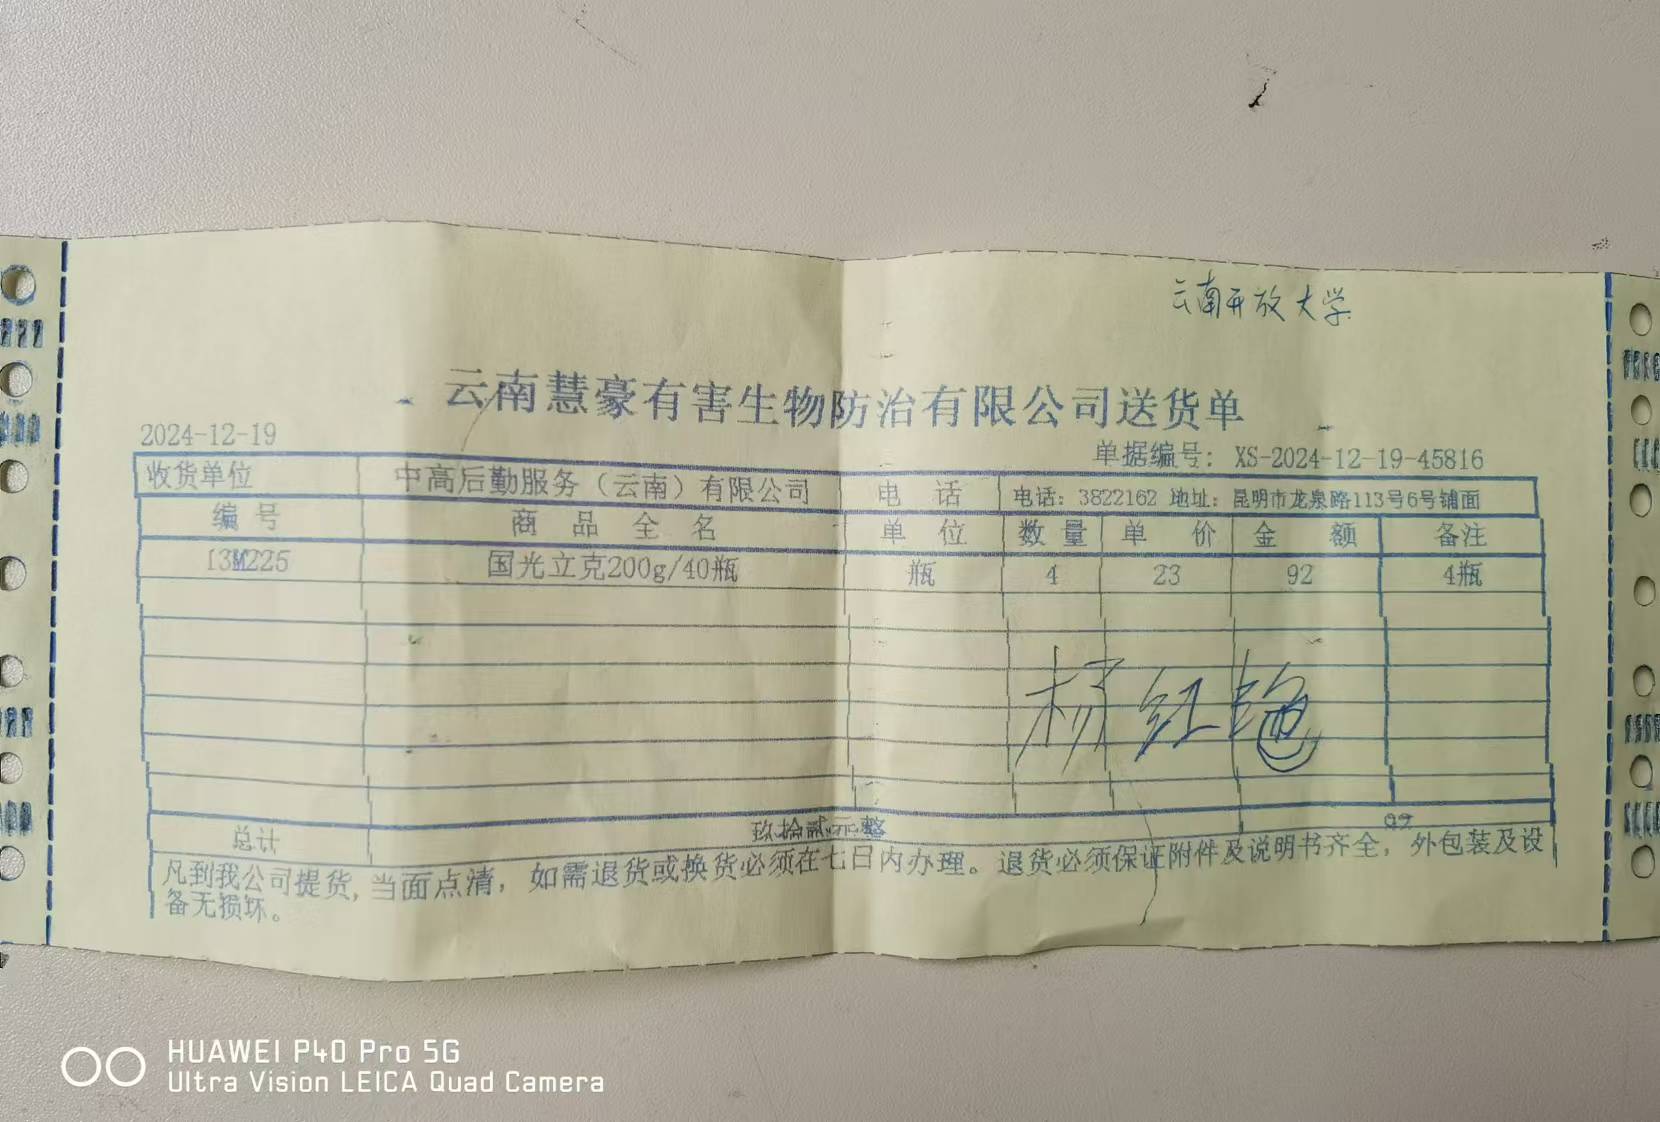 云南开放大学
云南慧豪有害生物防治有限公司送货单
2024-12-19
单据编号: XS-2024-12-19-45816
收货单位 中高后勤服务（云南）有限公司 电 话 电话: 3822162 地址: 昆明市龙泉路113号6号铺面
编 号 商 品 全 名 单 位 数 量 单 价 金 额 备注
13M225 国光立克200g/40瓶 瓶 4 23 92 4瓶
杨红艳
总计 玖拾贰元整 92
凡到我公司提货, 当面点清, 如需退货或换货必须在七日内办理。退货必须保证附件及说明书齐全, 外包装及设
备无损坏。
HUAWEI P40 Pro 5G
Ultra Vision LEICA Quad Camera